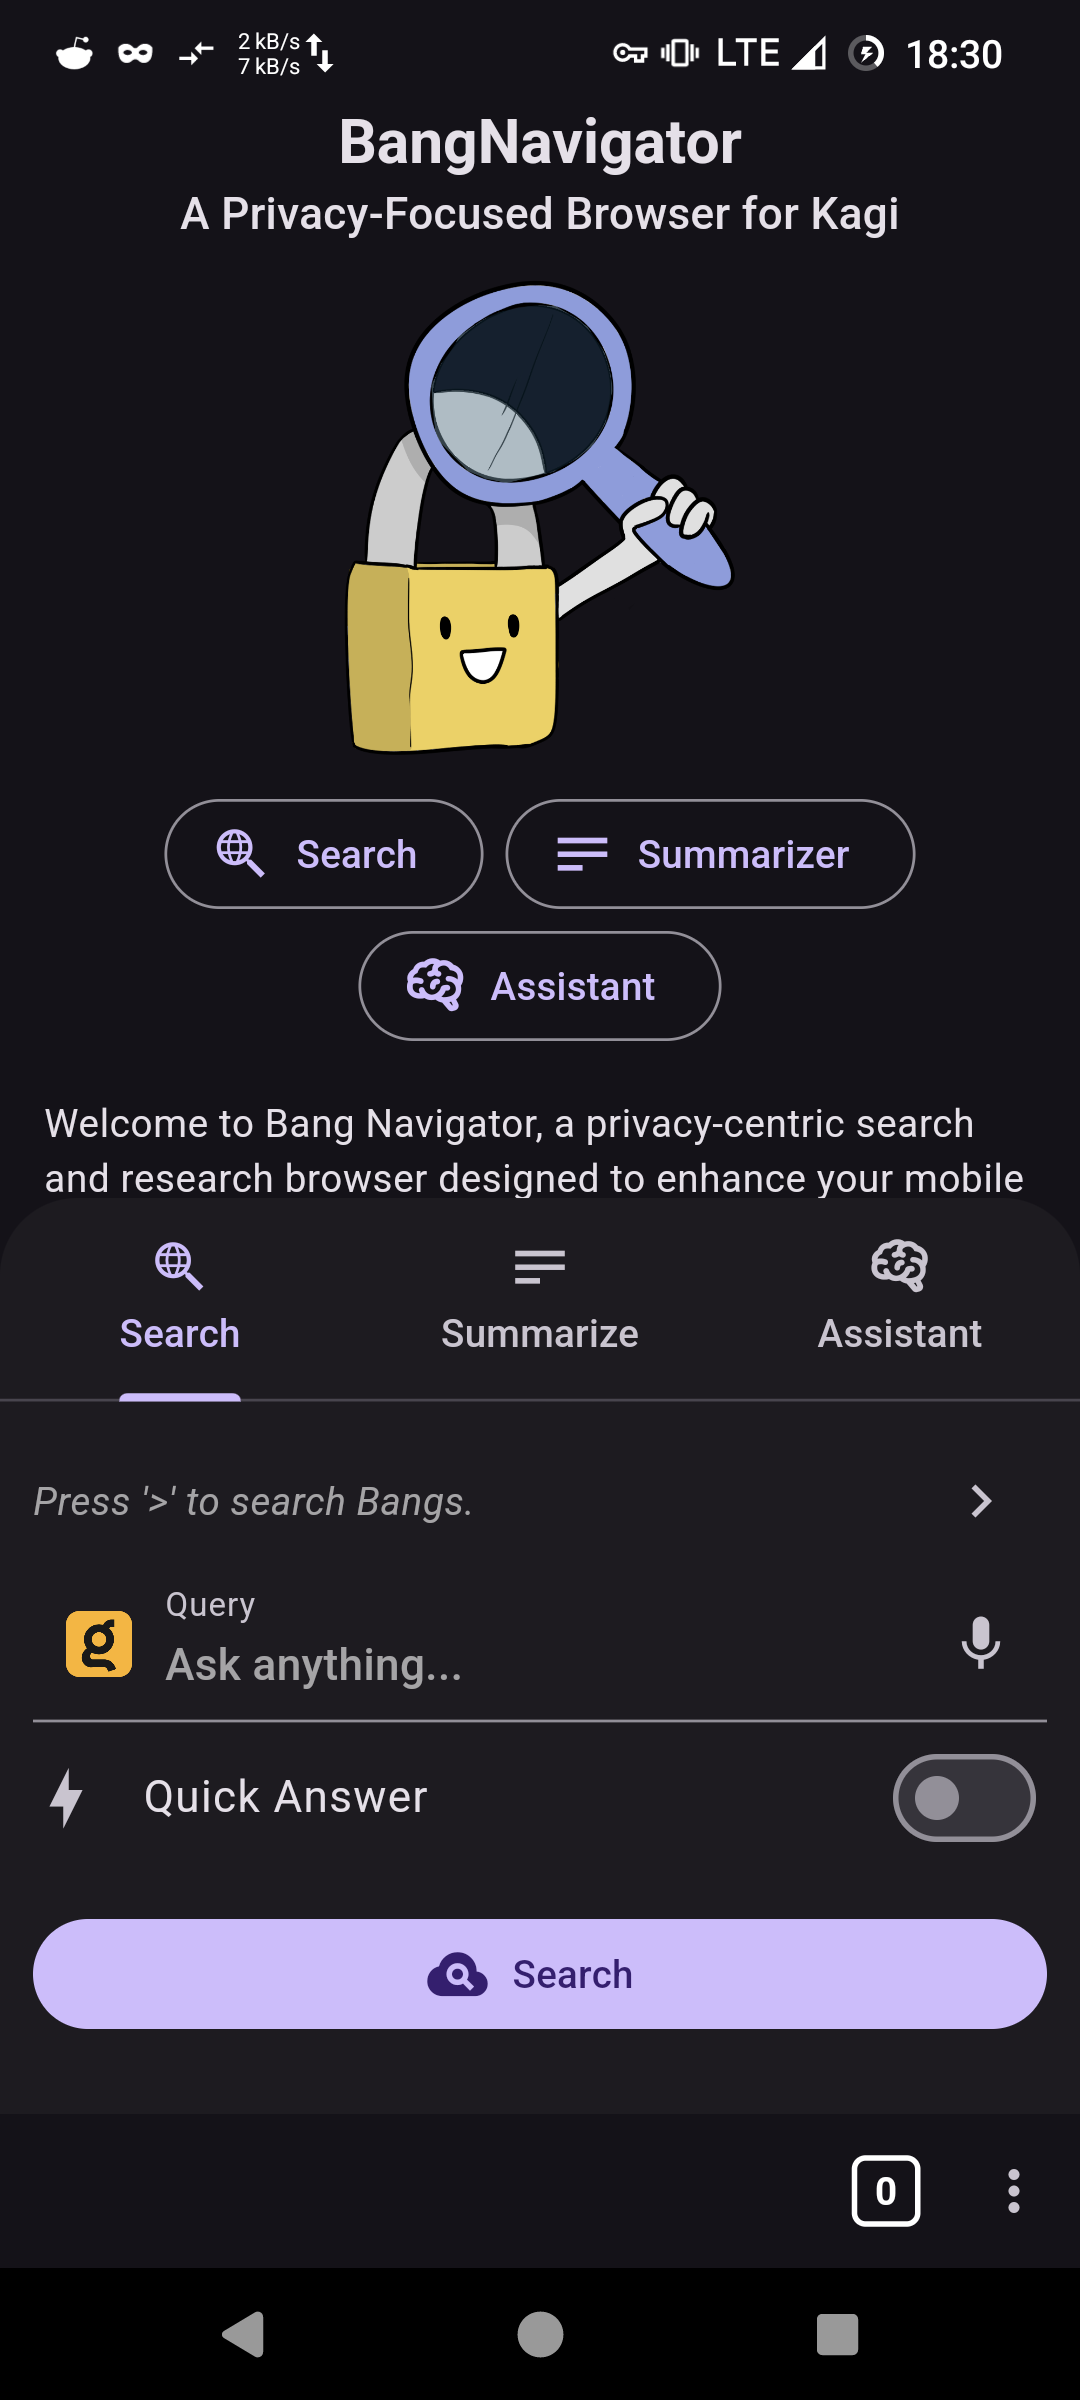 2 kB/s
7 kB/s
LTE
18:30
BangNavigator
A Privacy-Focused Browser for Kagi
Search
Summarizer
Assistant
Welcome to Bang Navigator, a privacy-centric search
and research browser designed to enhance your mobile
Search
Summarize
Assistant
Press '>' to search Bangs.
Query
g
Ask anything...
Quick Answer
Search
0